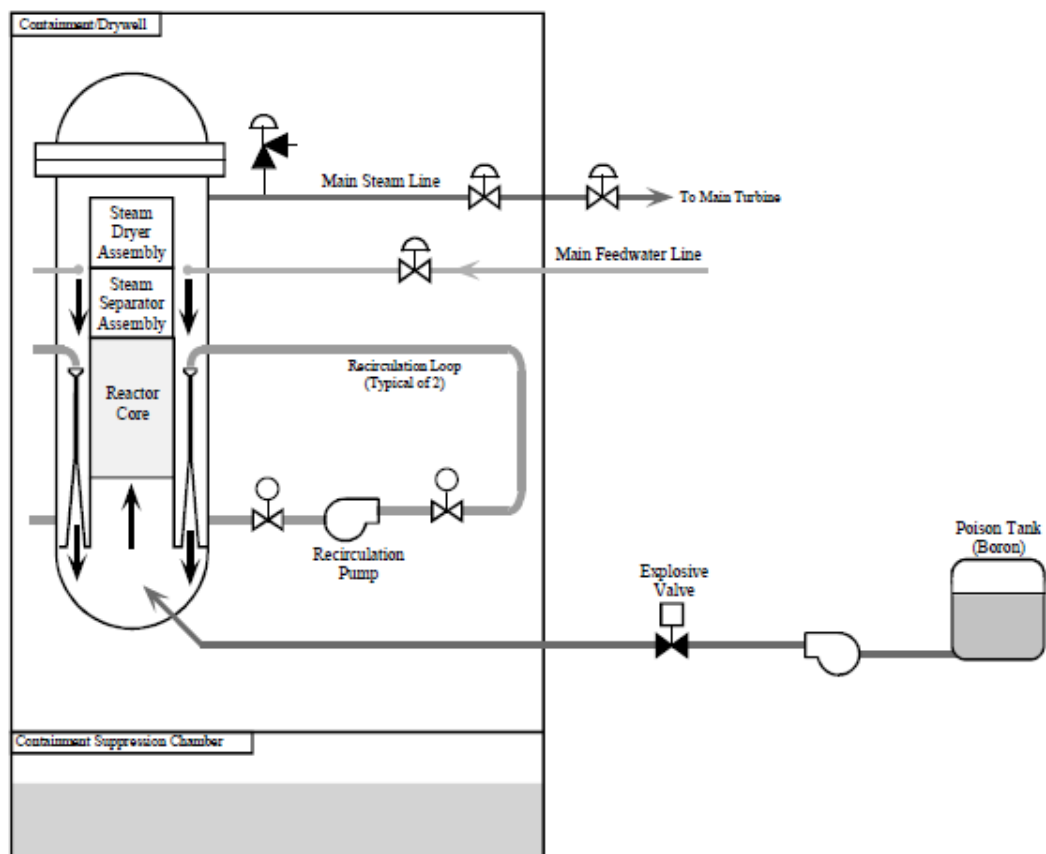 Containment/Drywell
Main Steam Line
To Main Turbine
Steam
Dryer
Assembly
Main Feedwater Line
Steam
Separator
Assembly
Recirculation Loop
(Typical of 2)
Reactor
Core
Recirculation
Pump
Poison Tank
(Boron)
Explosive
Valve
Containment Suppression Chamber